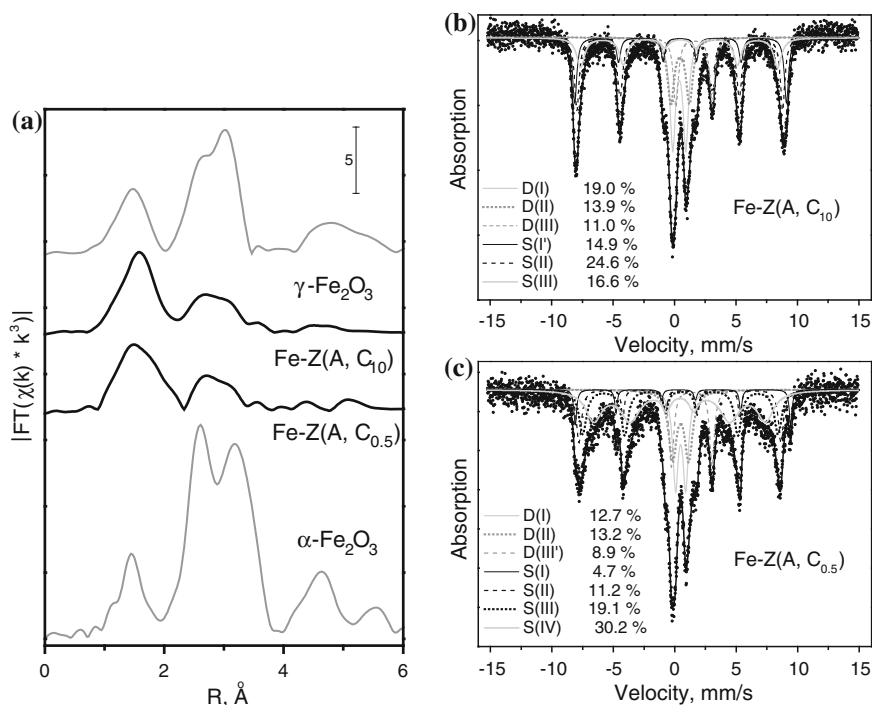 (a)
5
γ-Fe₂O₃
Fe-Z(A, C₁₀)
Fe-Z(A, C₀.₅)
α-Fe₂O₃
|FT(χ(k) * k³)|
0 2 4 6
R, Å
(b)
Absorption
D(I) 19.0 %
D(II) 13.9 %
D(III) 11.0 %
S(I') 14.9 %
S(II) 24.6 %
S(III) 16.6 %
Fe-Z(A, C₁₀)
-15 -10 -5 0 5 10 15
Velocity, mm/s
(c)
Absorption
D(I) 12.7 %
D(II) 13.2 %
D(III') 8.9 %
S(I) 4.7 %
S(II) 11.2 %
S(III) 19.1 %
S(IV) 30.2 %
Fe-Z(A, C₀.₅)
-15 -10 -5 0 5 10 15
Velocity, mm/s